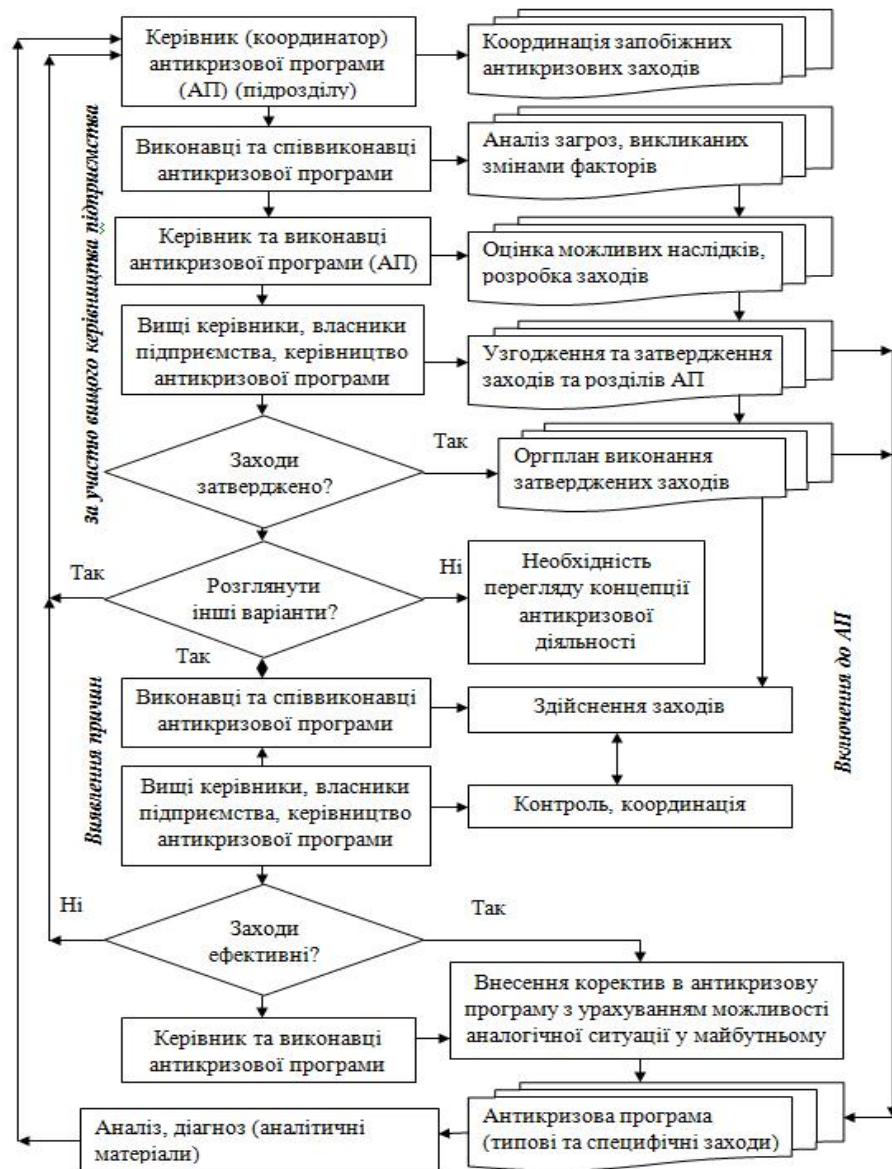 Керівник (координатор)
антикризової програми
(АП) (підрозділу)
Координація запобіжних
антикризових заходів
Виконавці та співвиконавці
антикризової програми
Аналіз загроз, викликаних
змінами факторів
за участю вищого керівництва підприємства
Керівник та виконавці
антикризової програми (АП)
Оцінка можливих наслідків,
розробка заходів
Вищі керівники, власники
підприємства, керівництво
антикризової програми
Узгодження та затвердження
заходів та розділів АП
Заходи
затверджено?
Так
Оргплан виконання
затверджених заходів
Так
Розглянути
інші варіанти?
Ні
Необхідність
перегляду концепції
антикризової
діяльності
Так
Включення до АП
Виявлення причин
Виконавці та співвиконавці
антикризової програми
Здійснення заходів
Вищі керівники, власники
підприємства, керівництво
антикризової програми
Контроль, координація
Ні
Заходи
ефективні?
Так
Внесення коректив в антикризову
програму з урахуванням можливості
аналогічної ситуації у майбутньому
Керівник та виконавці
антикризової програми
Антикризова програма
(типові та специфічні заходи)
Аналіз, діагноз (аналітичні
матеріали)